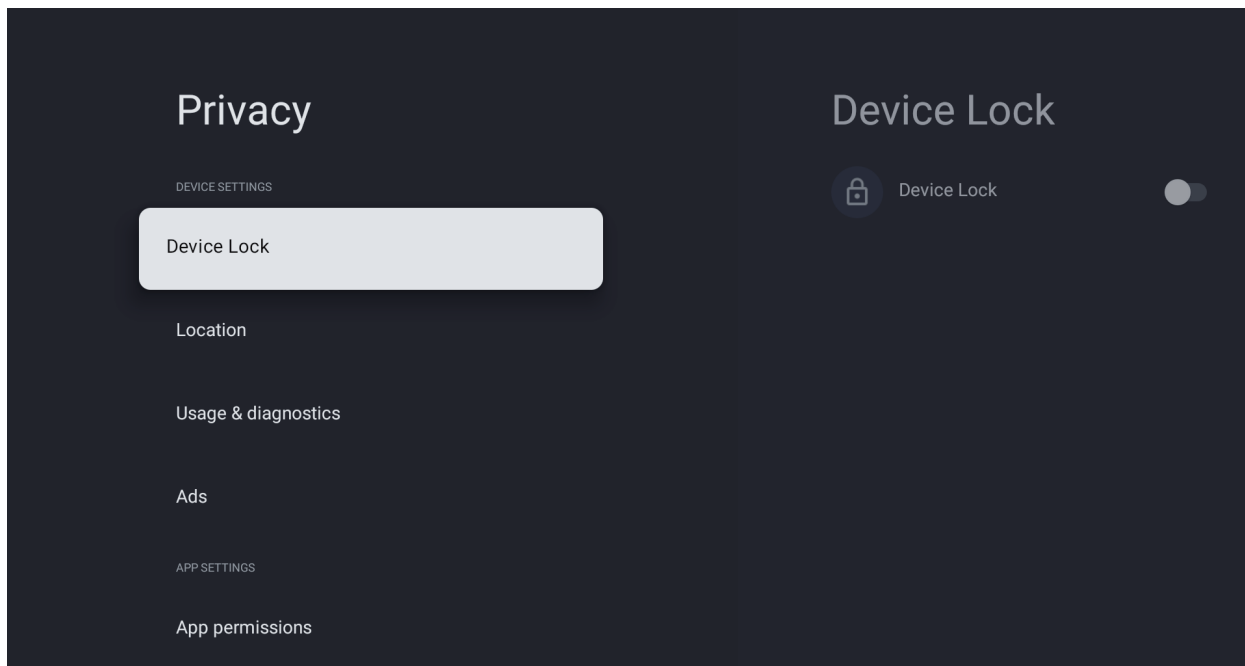 Privacy
DEVICE SETTINGS
Device Lock
Location
Usage & diagnostics
Ads
APP SETTINGS
App permissions
Device Lock
Device Lock